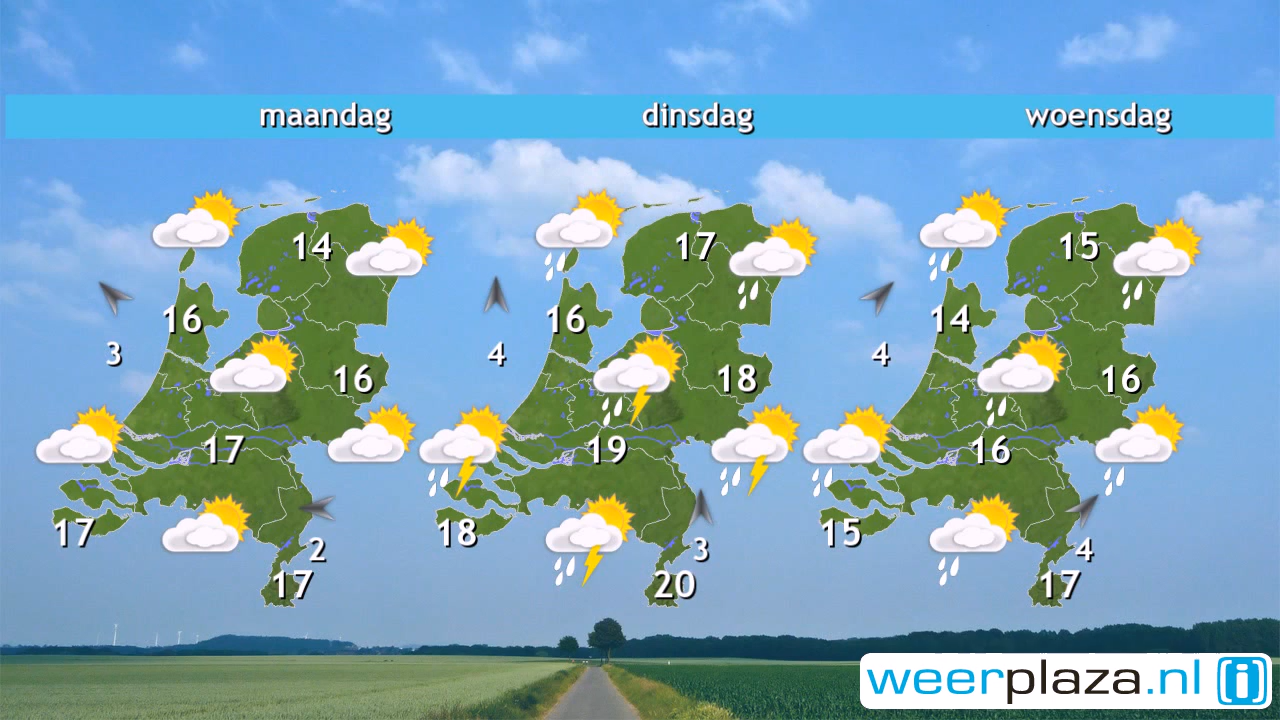 maandag dinsdag woensdag
14 17 15
16 16 14
3 4 4
16 18 16
17 19 16
17 18 15
2 3 4
17 20 17
weerplaza.nl